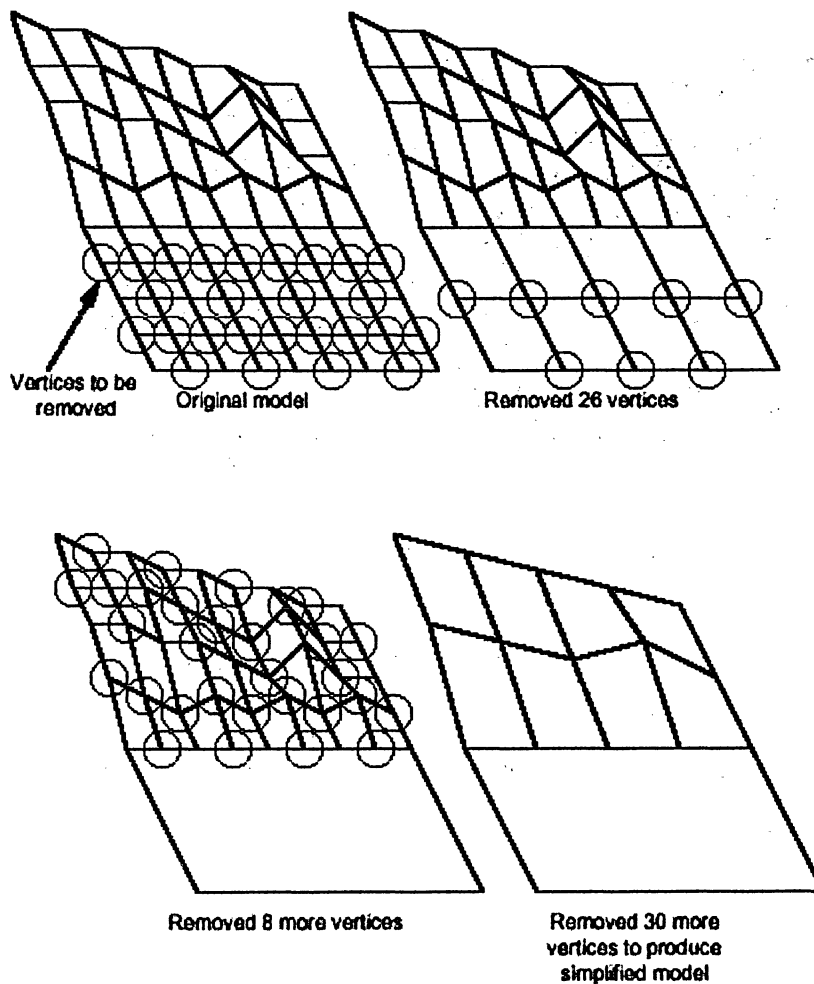 Vertices to be
removed
Original model
Removed 26 vertices
Removed 8 more vertices
Removed 30 more
vertices to produce
simplified model